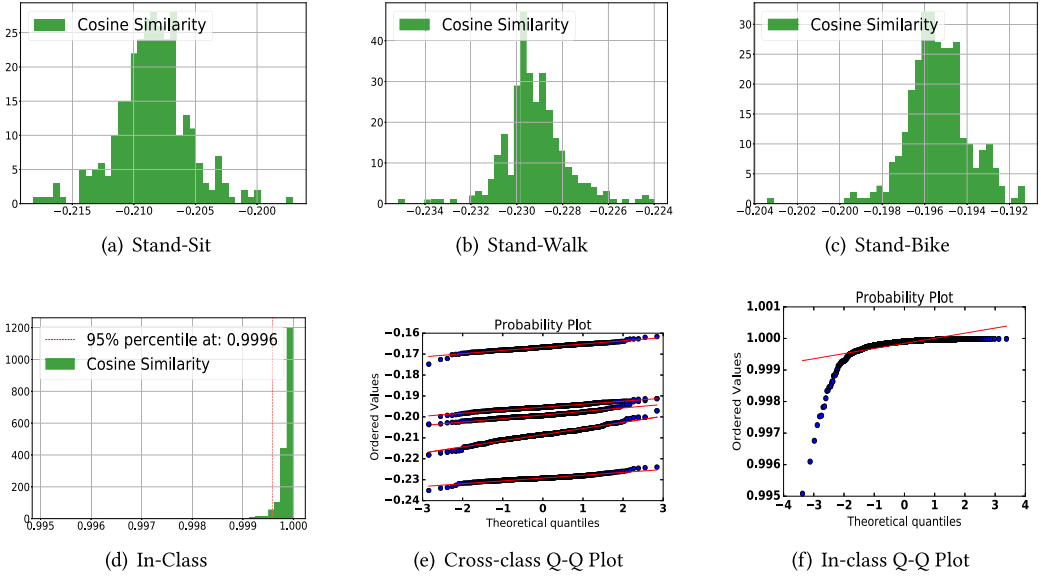 25
20
15
10
5
0
Cosine Similarity
−0.215 −0.210 −0.205 −0.200
(a) Stand-Sit
40
30
20
10
0
Cosine Similarity
−0.234 −0.232 −0.230 −0.228 −0.226 −0.224
(b) Stand-Walk
30
25
20
15
10
5
0
Cosine Similarity
−0.204 −0.202 −0.200 −0.198 −0.196 −0.194 −0.192
(c) Stand-Bike
1200
1000
800
600
400
200
0
95% percentile at: 0.9996
Cosine Similarity
0.995 0.996 0.997 0.998 0.999 1.000
(d) In-Class
Probability Plot
Ordered Values
−0.16
−0.17
−0.18
−0.19
−0.20
−0.21
−0.22
−0.23
−0.24
−3 −2 −1 0 1 2 3
Theoretical quantiles
(e) Cross-class Q-Q Plot
Probability Plot
Ordered Values
1.001
1.000
0.999
0.998
0.997
0.996
0.995
−4 −3 −2 −1 0 1 2 3 4
Theoretical quantiles
(f) In-class Q-Q Plot